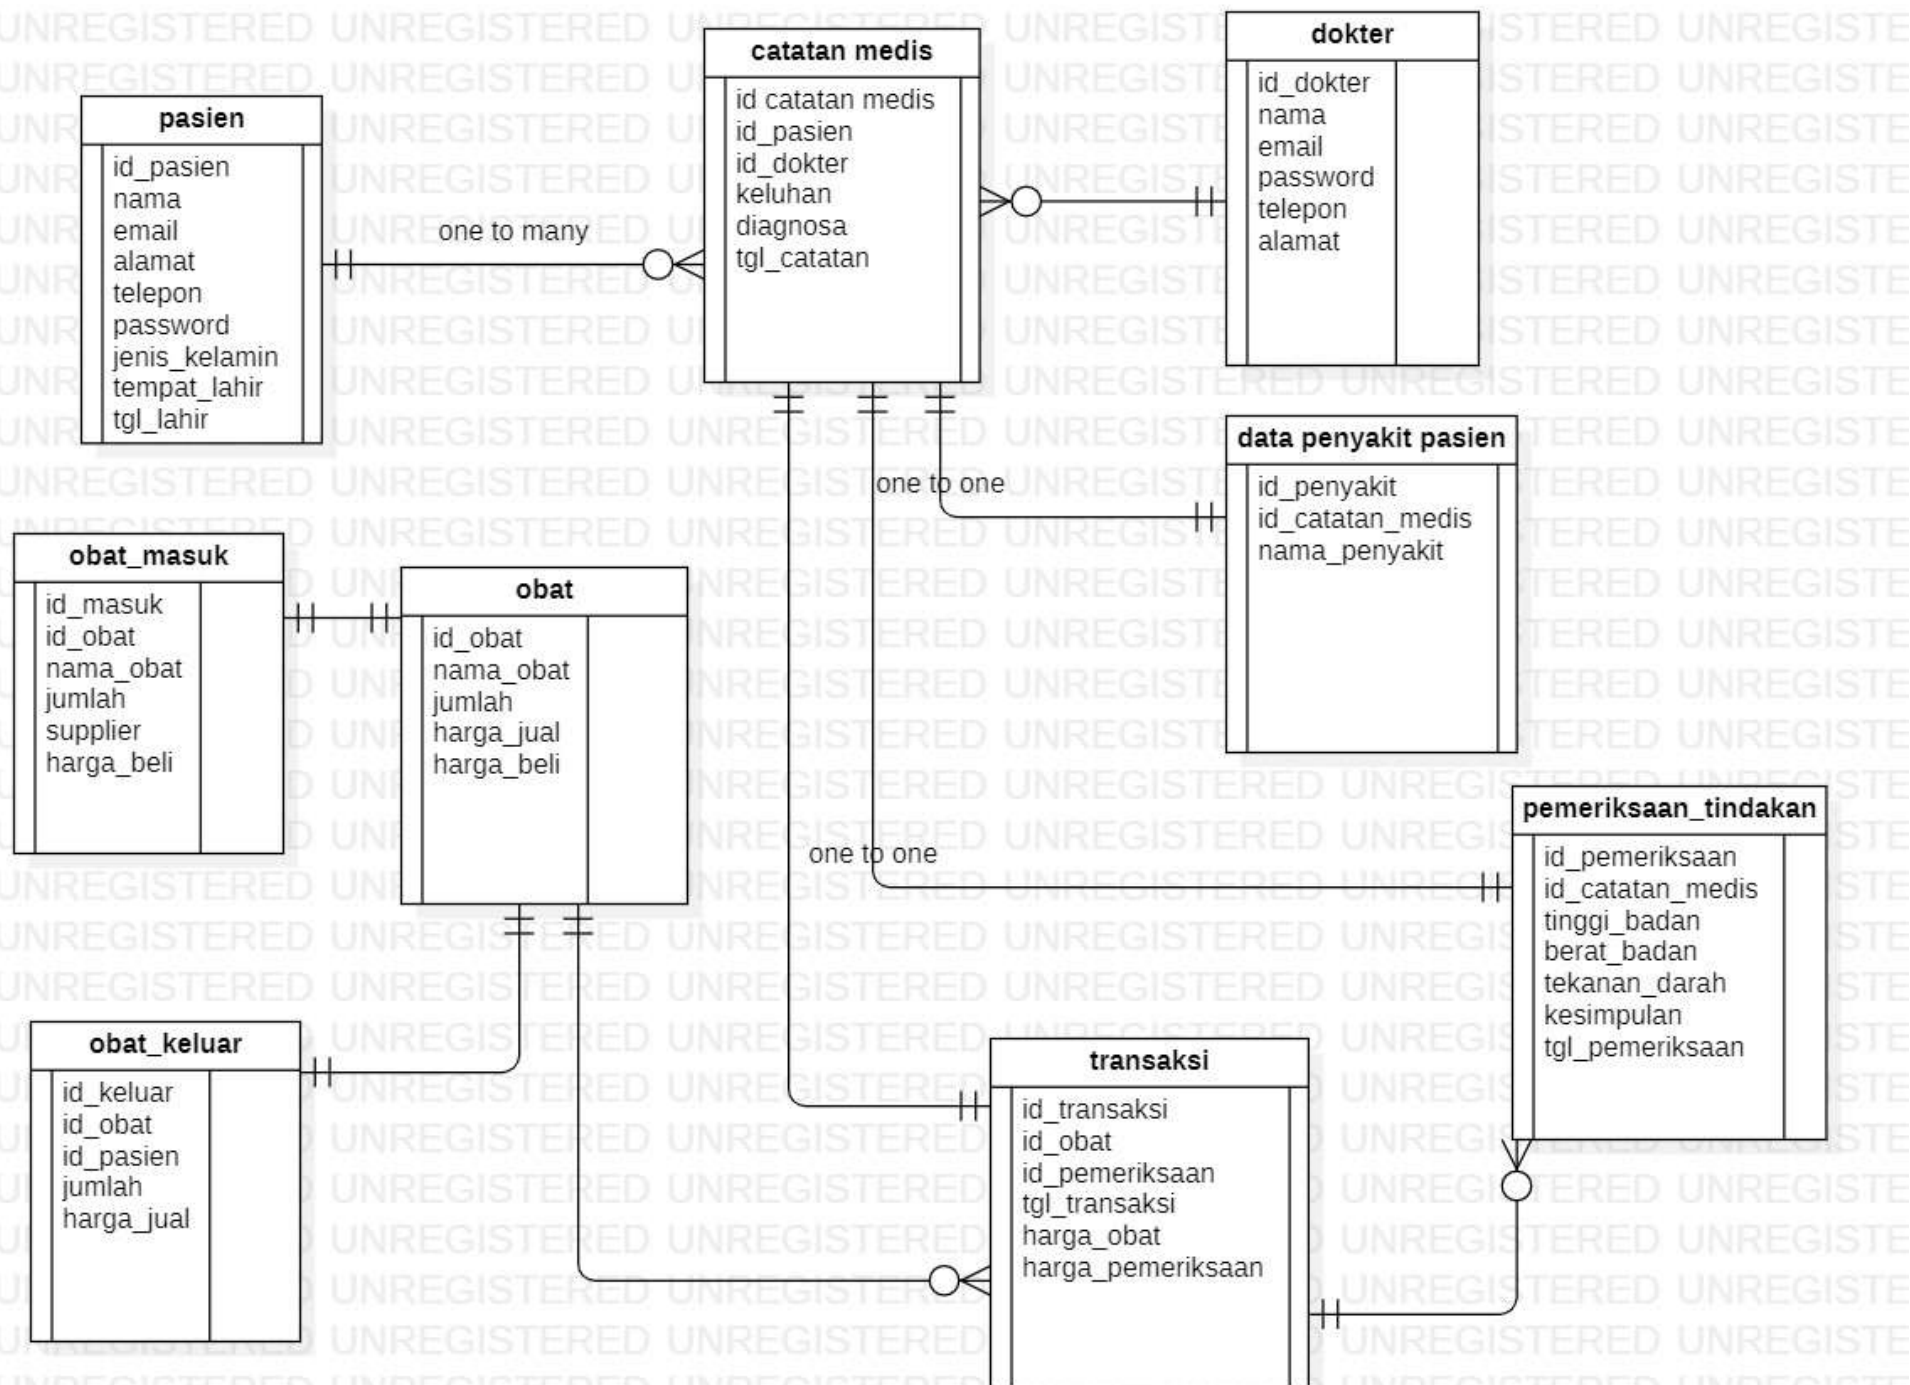 catatan medis
id catatan medis
id_pasien
id_dokter
keluhan
diagnosa
tgl_catatan
dokter
id_dokter
nama
email
password
telepon
alamat
pasien
id_pasien
nama
email
alamat
telepon
password
jenis_kelamin
tempat_lahir
tgl_lahir
one to many
data penyakit pasien
id_penyakit
id_catatan_medis
nama_penyakit
one to one
obat_masuk
id_masuk
id_obat
nama_obat
jumlah
supplier
harga_beli
obat
id_obat
nama_obat
jumlah
harga_jual
harga_beli
one to one
pemeriksaan_tindakan
id_pemeriksaan
id_catatan_medis
tinggi_badan
berat_badan
tekanan_darah
kesimpulan
tgl_pemeriksaan
obat_keluar
id_keluar
id_obat
id_pasien
jumlah
harga_jual
transaksi
id_transaksi
id_obat
id_pemeriksaan
tgl_transaksi
harga_obat
harga_pemeriksaan
UNREGISTERED